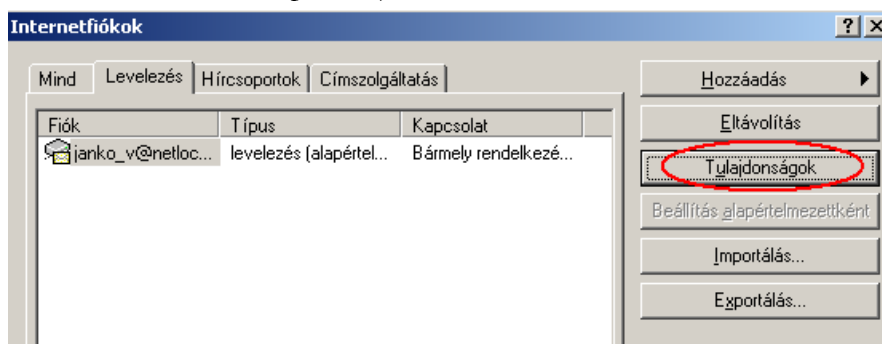 Internetfiókok
Mind Levelezés Hírcsoportok Címszolgáltatás
Fiók Típus Kapcsolat
janko_v@netloc... levelezés (alapértel... Bármely rendelkezé...
Hozzáadás
Eltávolítás
Tulajdonságok
Beállítás alapértelmezettként
Importálás...
Exportálás...